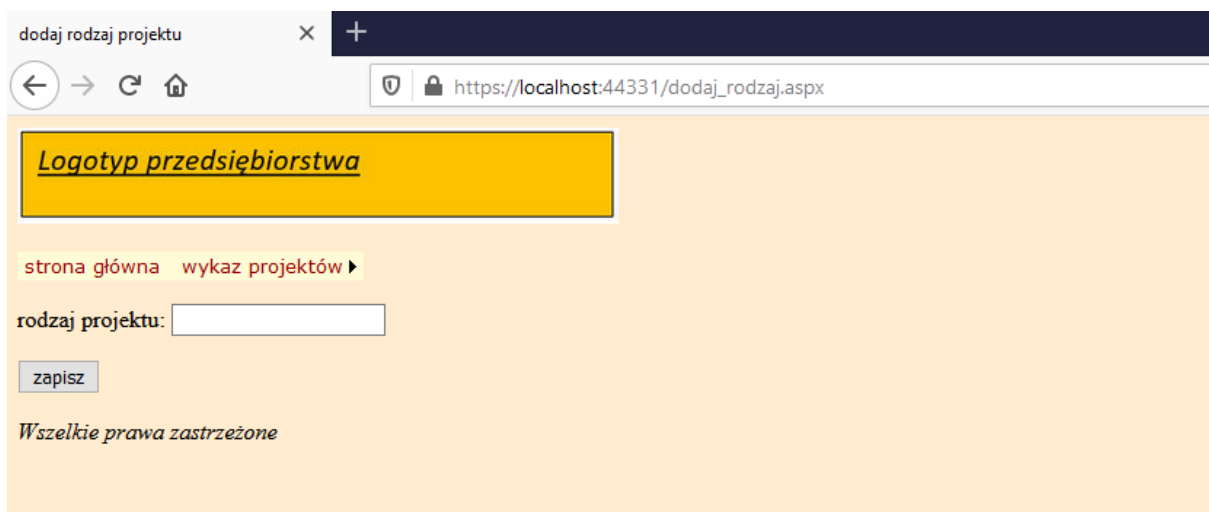 dodaj rodzaj projektu
https://localhost:44331/dodaj_rodzaj.aspx
Logotyp przedsiębiorstwa
strona główna wykaz projektów
rodzaj projektu:
zapisz
Wszelkie prawa zastrzeżone